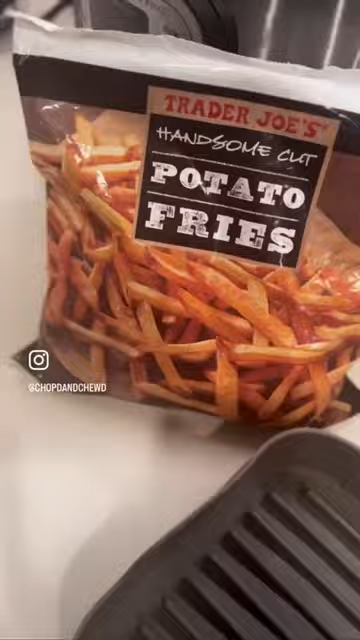 TRADER JOE'S
HANDSOME CUT
POTATO
FRIES
@CHOPDANDCHEWD